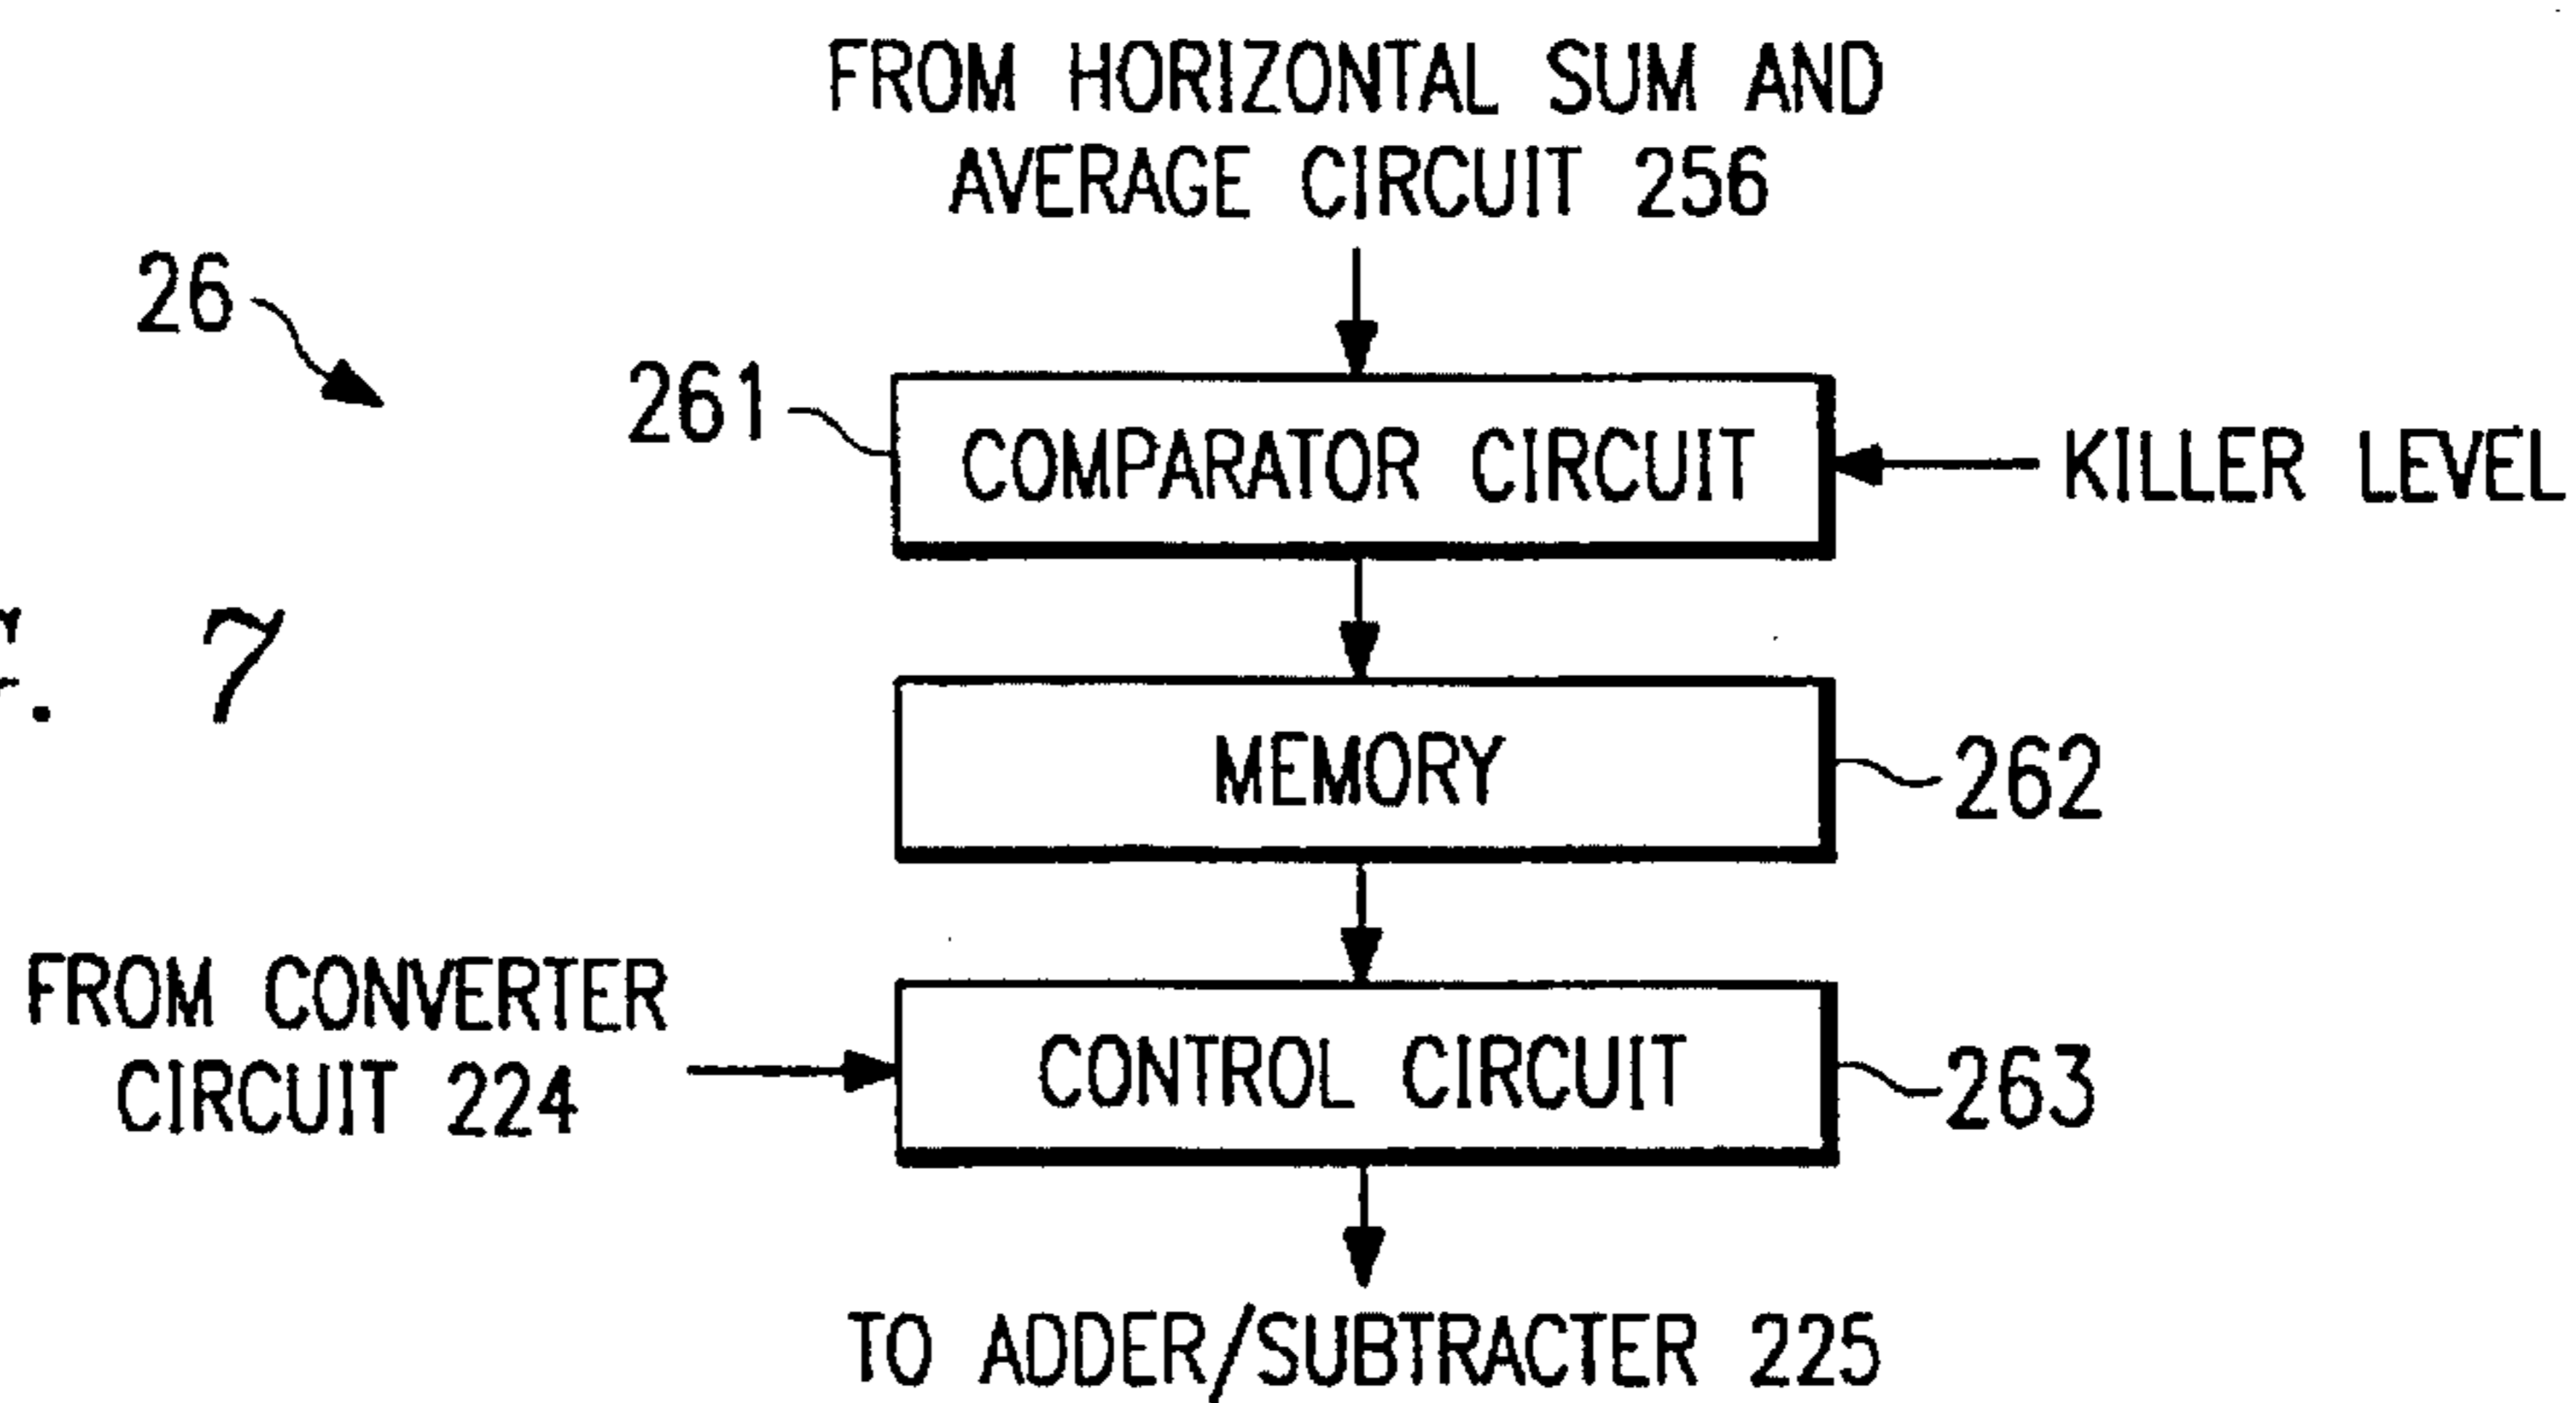 FROM HORIZONTAL SUM AND
AVERAGE CIRCUIT 256
26
261
COMPARATOR CIRCUIT
KILLER LEVEL
7
MEMORY
262
FROM CONVERTER
CIRCUIT 224
CONTROL CIRCUIT
263
TO ADDER/SUBTRACTER 225